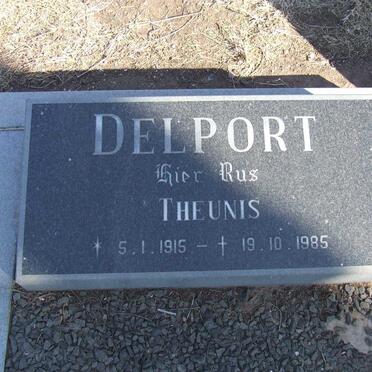 DELPORT
Hier Rus
THEUNIS
* 5.1.1915 – † 19.10.1985